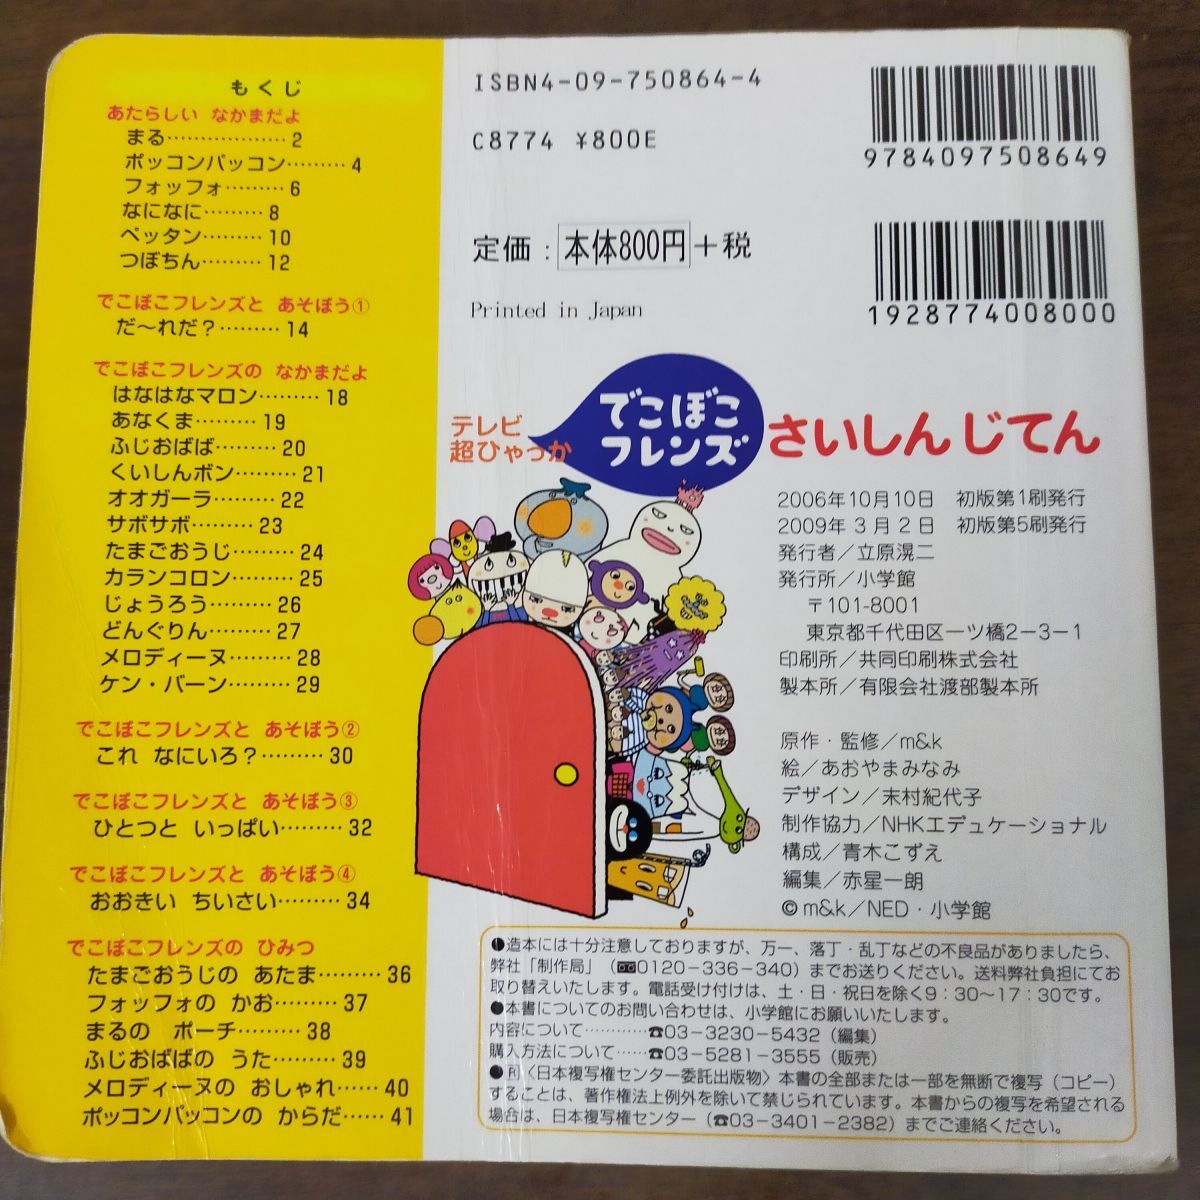 もくじ
あたらしい なかまだよ
まる………………2
ポッコンパッコン………4
フォッフォ………6
なになに………8
ペッタン………10
つぼちん………12
でこぼこフレンズと あそぼう①
だ〜れだ？………14
でこぼこフレンズの なかまだよ
はなはなマロン………18
あなくま………19
ふじおばば………20
くいしんボン………21
オオガーラ………22
サボサボ………23
たまごおうじ………24
カランコロン………25
じょうろう………26
どんぐりん………27
メロディーヌ………28
ケン・バーン………29
でこぼこフレンズと あそぼう②
これ なにいろ？………30
でこぼこフレンズと あそぼう③
ひとつと いっぱい………32
でこぼこフレンズと あそぼう④
おおきい ちいさい………34
でこぼこフレンズの ひみつ
たまごおうじの あたま………36
フォッフォの かお………37
まるの ポーチ………38
ふじおばばの うた………39
メロディーヌの おしゃれ……40
ポッコンパッコンの からだ……41
ISBN4-09-750864-4
C8774 ¥800E
9784097508649
定価：本体800円＋税
1928774008000
Printed in Japan
テレビ
超ひゃっか
でこぼこ
フレンズ
さいしんじてん
2006年10月10日 初版第1刷発行
2009年 3月 2日 初版第5刷発行
発行者／立原滉二
発行所／小学館
〒101-8001
東京都千代田区一ツ橋2−3−1
印刷所／共同印刷株式会社
製本所／有限会社渡部製本所
原作・監修／m&k
絵／あおやまみなみ
デザイン／末村紀代子
制作協力／NHKエデュケーショナル
構成／青木こずえ
編集／赤星一朗
© m&k／NED・小学館
●造本には十分注意しておりますが、万一、落丁・乱丁などの不良品がありましたら、
弊社「制作局」（0120−336−340）までお送りください。送料弊社負担にてお
取り替えいたします。電話受け付けは、土・日・祝日を除く9：30〜17：30です。
●本書についてのお問い合わせは、小学館にお願いいたします。
内容について…………☎03−3230−5432（編集）
購入方法について……☎03−5281−3555（販売）
●Ⓡ〈日本複写権センター委託出版物〉本書の全部または一部を無断で複写（コピー）
することは、著作権法上例外を除いて禁じられています。本書からの複写を希望される
場合は、日本複写権センター（☎03−3401−2382）までご連絡ください。